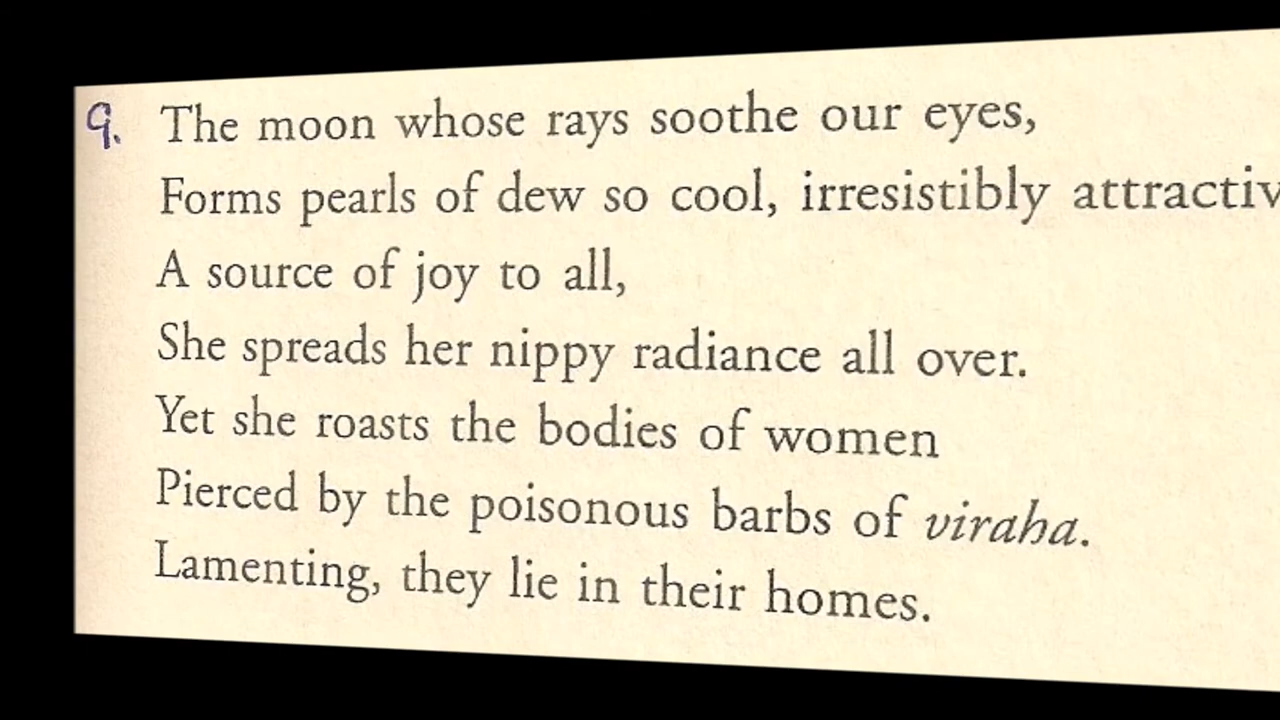 9. The moon whose rays soothe our eyes,
Forms pearls of dew so cool, irresistibly attractiv
A source of joy to all,
She spreads her nippy radiance all over.
Yet she roasts the bodies of women
Pierced by the poisonous barbs of viraha.
Lamenting, they lie in their homes.